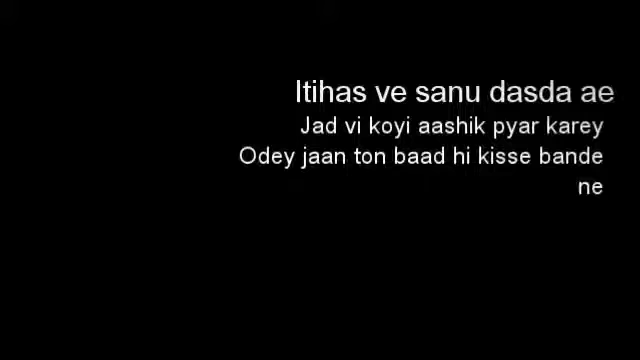 Itihas ve sanu dasda ae
Jad vi koyi aashik pyar karey
Odey jaan ton baad hi kisse bande
ne